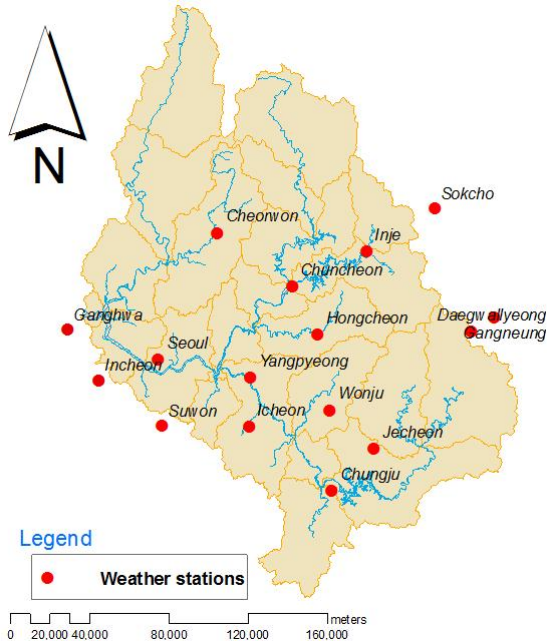 N
Sokcho
Cheorwon
Inje
Chuncheon
Ganghwa
Hongcheon
Daegwallyeong
Gangneung
Seoul
Incheon
Yangpyeong
Wonju
Suwon
Icheon
Jecheon
Chungju
Legend
Weather stations
meters
0 20,000 40,000 80,000 120,000 160,000